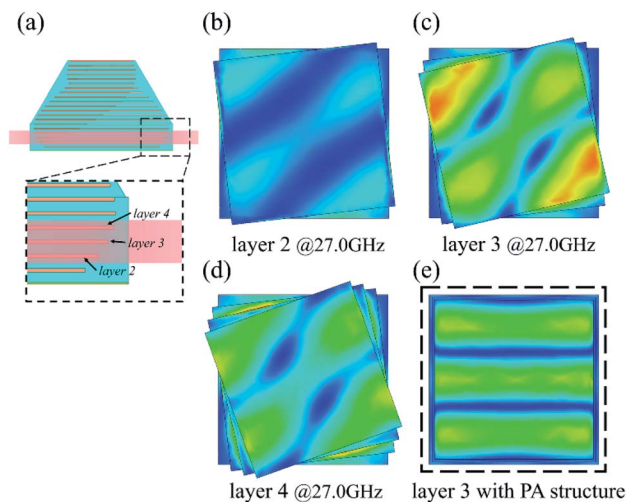 (a)
(b)
(c)
layer 4
layer 3
layer 2
layer 2 @27.0GHz
layer 3 @27.0GHz
(d)
(e)
layer 4 @27.0GHz
layer 3 with PA structure